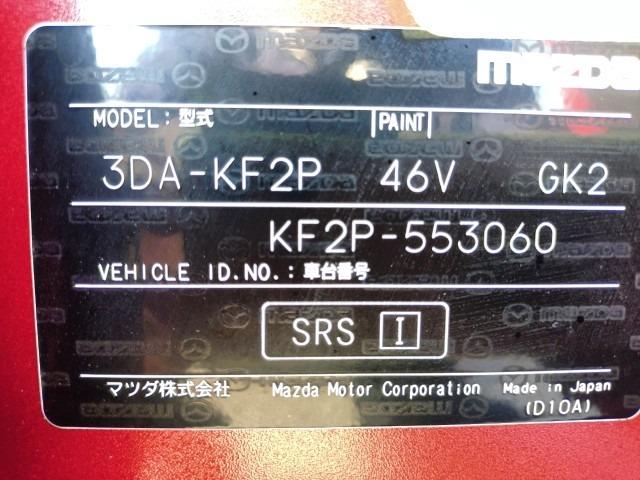 mazda
MODEL: 型式 PAINT
3DA-KF2P 46V GK2
KF2P-553060
VEHICLE ID.NO.: 車台番号
SRS I
マツダ株式会社 Mazda Motor Corporation Made in Japan
(D10A)